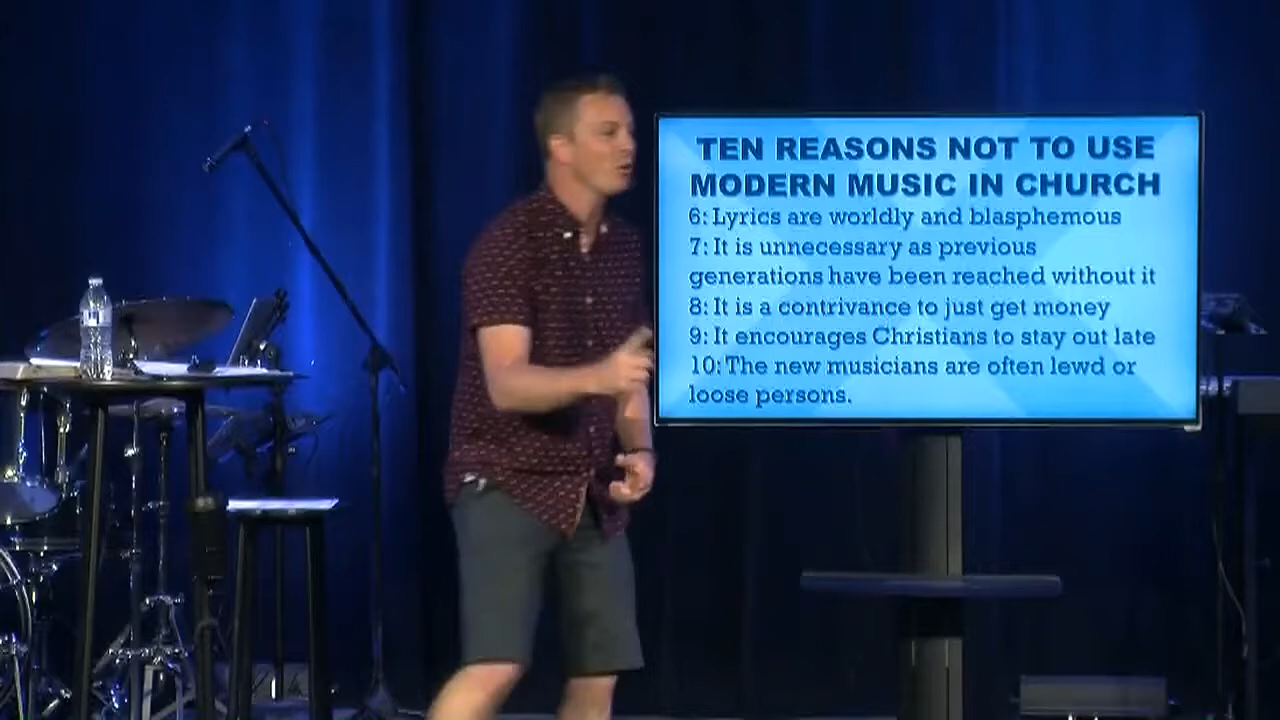 TEN REASONS NOT TO USE
MODERN MUSIC IN CHURCH
6: Lyrics are worldly and blasphemous
7: It is unnecessary as previous
generations have been reached without it
8: It is a contrivance to just get money
9: It encourages Christians to stay out late
10: The new musicians are often lewd or
loose persons.